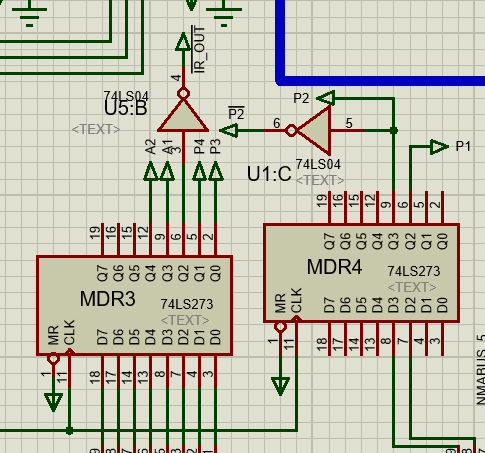 IR_OUT
4
74LS04
U5:B
<TEXT>
3
P2
P2
6
5
P1
74LS04
U1:C
<TEXT>
A2
A1
P4
P3
19
16
15
12
9
6
5
2
19
16
15
12
9
6
5
2
Q7
Q6
Q5
Q4
Q3
Q2
Q1
Q0
Q7
Q6
Q5
Q4
Q3
Q2
Q1
Q0
MDR3
74LS273
<TEXT>
MDR4
74LS273
<TEXT>
MR
CLK
D7
D6
D5
D4
D3
D2
D1
D0
MR
CLK
D7
D6
D5
D4
D3
D2
D1
D0
1
11
18
17
14
13
8
7
4
3
1
11
18
17
14
13
8
7
4
3
NMABUS_5